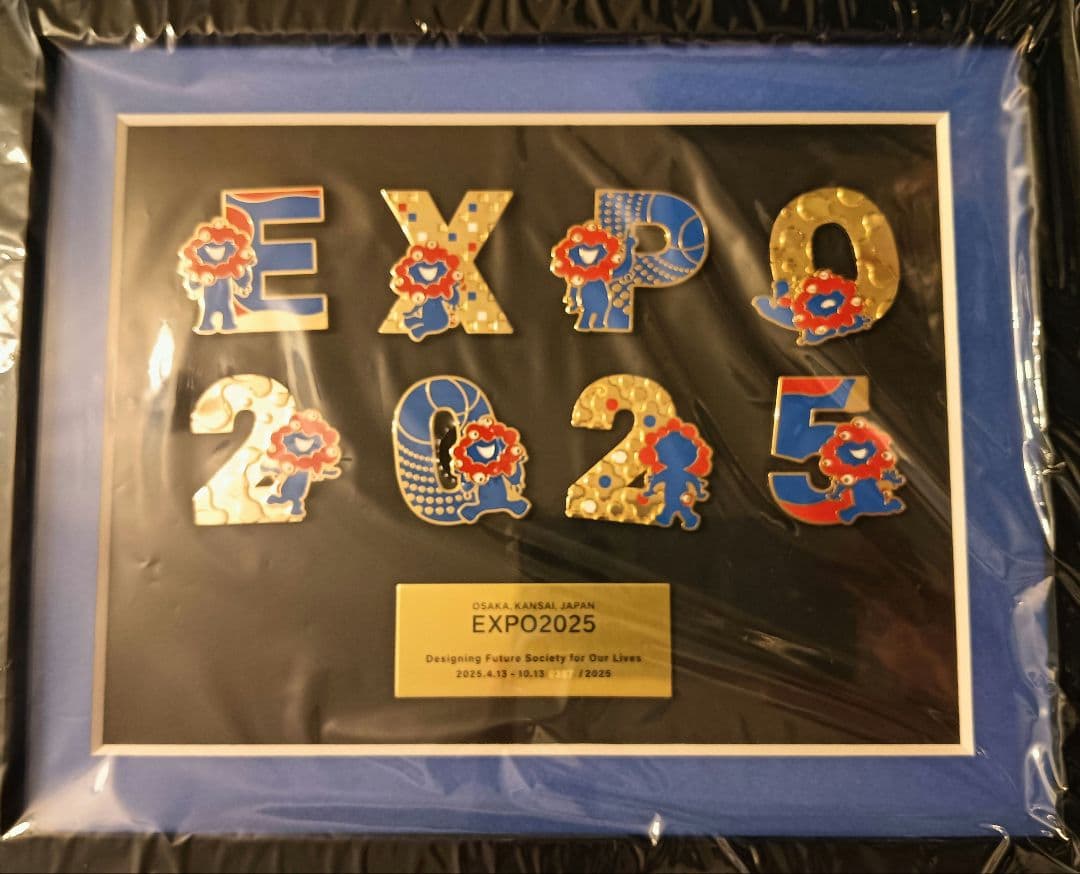 EXPO
2025
OSAKA, KANSAI, JAPAN
EXPO2025
Designing Future Society for Our Lives
2025.4.13 - 10.13 /2025